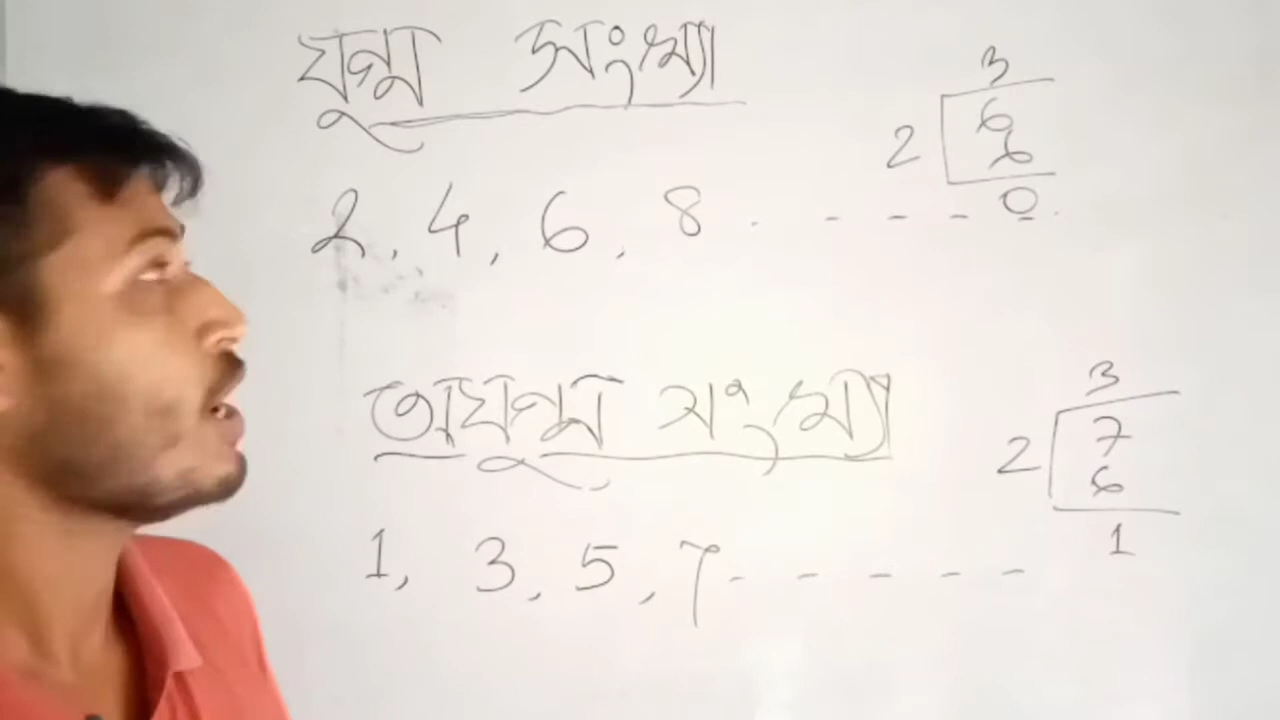 যুগ্ম সংখ্যা
2, 4, 6, 8 - - - - -
3
2 6
6
0
অযুগ্ম সংখ্যা
1, 3, 5, 7 - - - - -
3
2 7
6
1